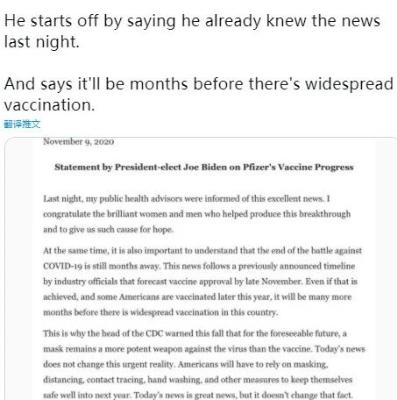 He starts off by saying he already knew the news
last night.
And says it'll be months before there's widespread
vaccination.
翻译推文
November 9, 2020
Statement by President-elect Joe Biden on Pfizer's Vaccine Progress
Last night, my public health advisors were informed of this excellent news. I
congratulate the brilliant women and men who helped produce this breakthrough
and to give us such cause for hope.
At the same time, it is also important to understand that the end of the battle against
COVID-19 is still months away. This news follows a previously announced timeline
by industry officials that forecast vaccine approval by late November. Even if that is
achieved, and some Americans are vaccinated later this year, it will be many more
months before there is widespread vaccination in this country.
This is why the head of the CDC warned this fall that for the foreseeable future, a
mask remains a more potent weapon against the virus than the vaccine. Today's news
does not change this urgent reality. Americans will have to rely on masking,
distancing, contact tracing, hand washing, and other measures to keep themselves
safe well into next year. Today's news is great news, but it doesn't change that fact.